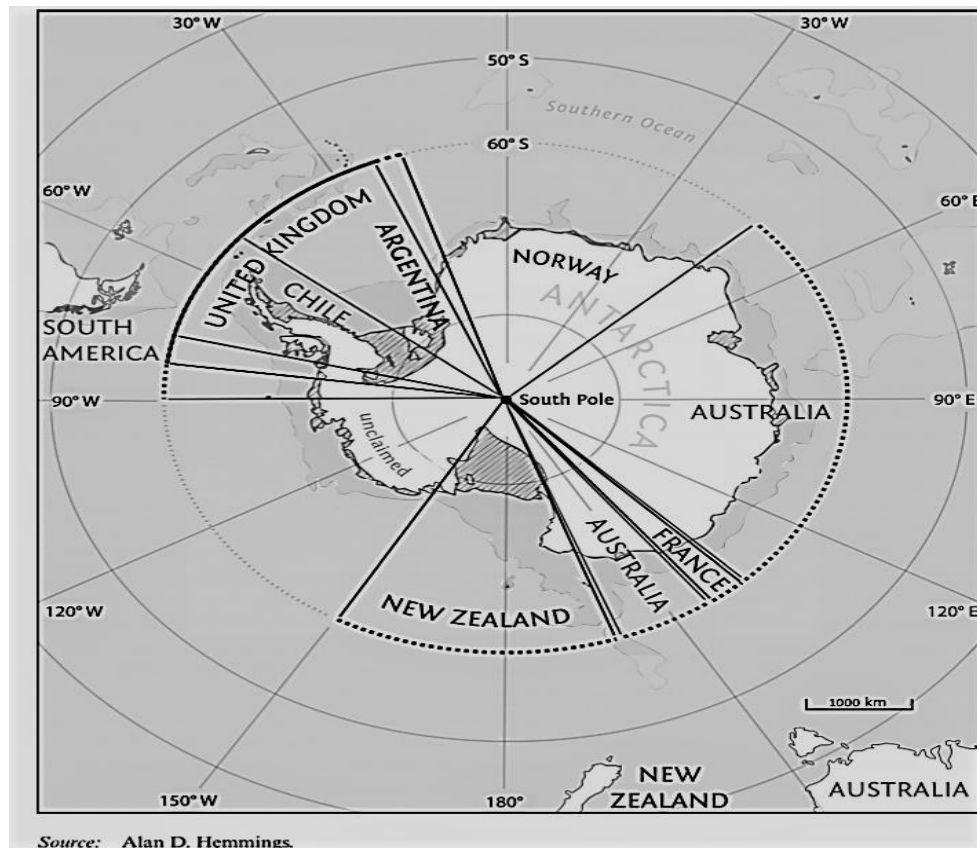 30° W
30° E
50° S
Southern Ocean
60° S
60° W
60° E
UNITED KINGDOM
ARGENTINA
NORWAY
CHILE
ANTARCTICA
SOUTH
AMERICA
South Pole
90° W
AUSTRALIA
90° E
unclaimed
AUSTRALIA
FRANCE
NEW ZEALAND
120° W
120° E
1000 km
NEW
ZEALAND
AUSTRALIA
150° W
180°
Source: Alan D. Hemmings.